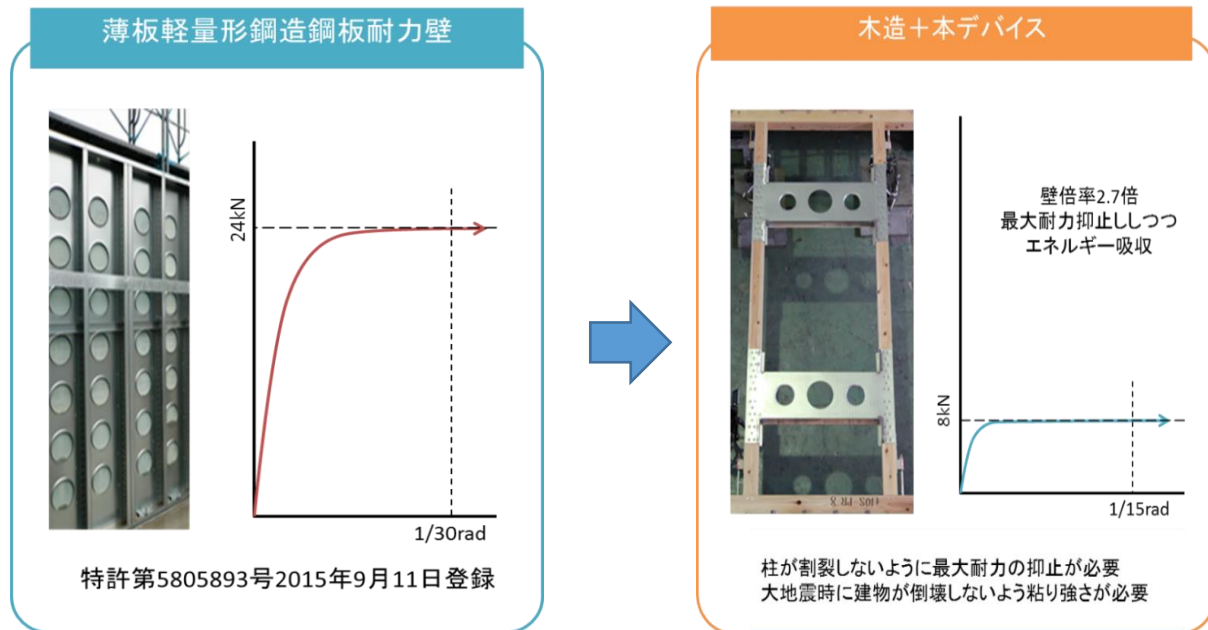 薄板軽量形鋼造鋼板耐力壁
24kN
1/30rad
特許第5805893号2015年9月11日登録
木造+本デバイス
壁倍率2.7倍
最大耐力抑止ししつつ
エネルギー吸収
8kN
1/15rad
柱が割裂しないように最大耐力の抑止が必要
大地震時に建物が倒壊しないよう粘り強さが必要